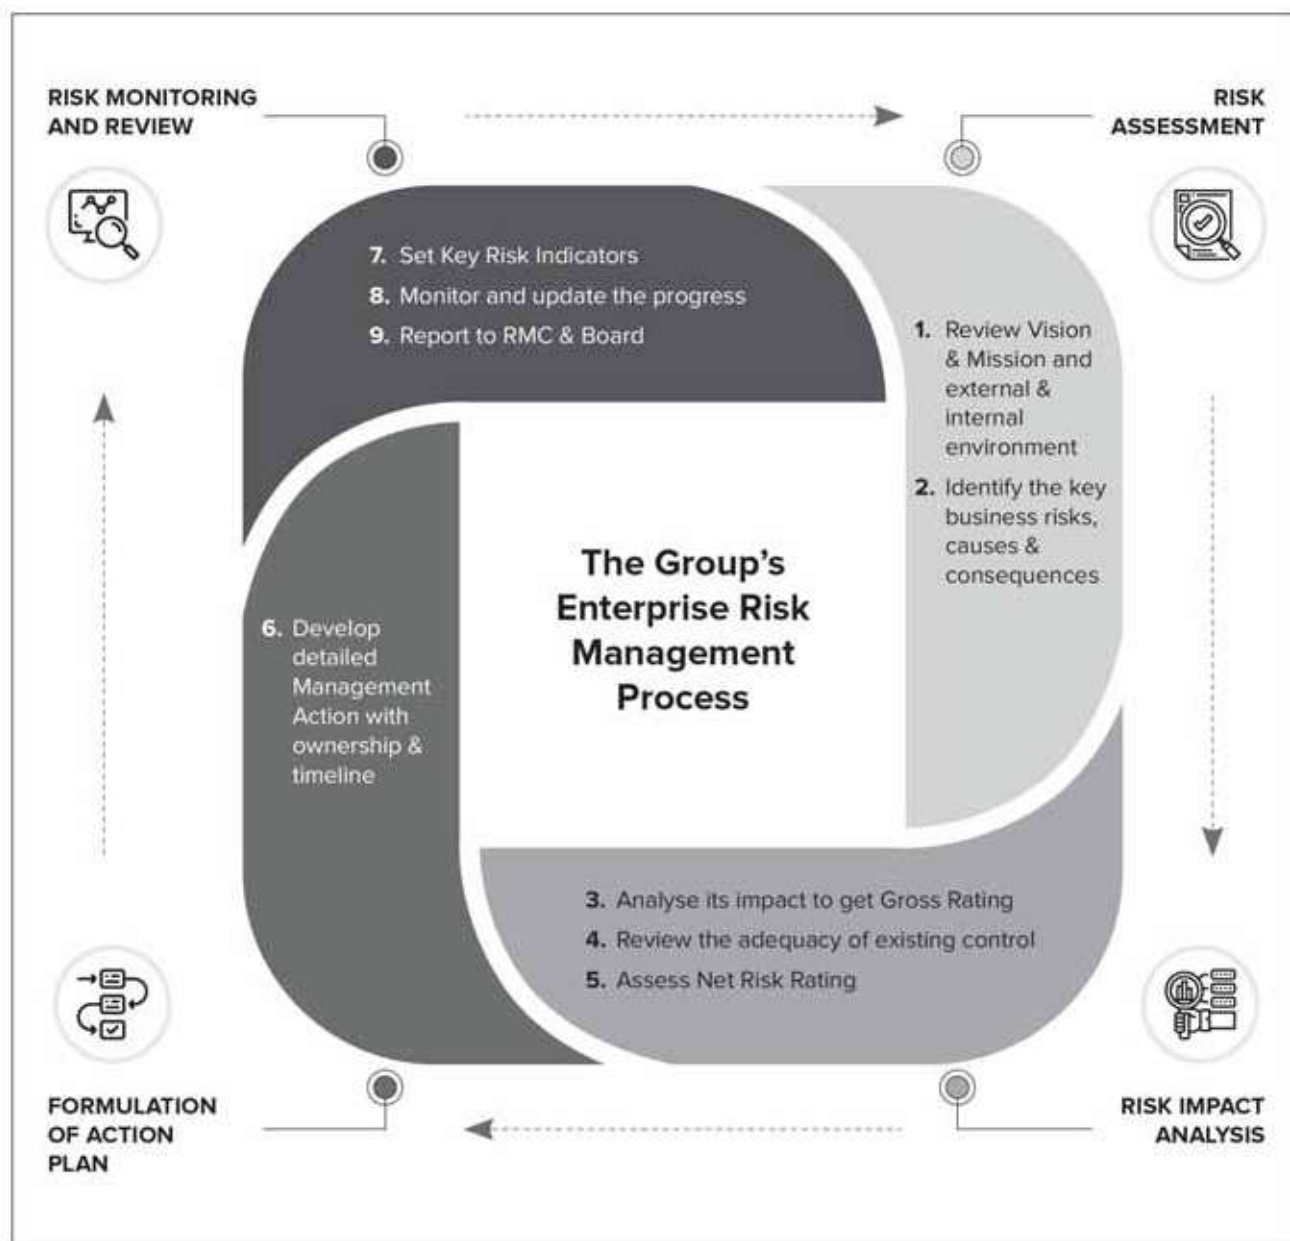 RISK MONITORING
AND REVIEW
RISK
ASSESSMENT
7. Set Key Risk Indicators
8. Monitor and update the progress
9. Report to RMC & Board
1. Review Vision
& Mission and
external &
internal
environment
2. Identify the key
business risks,
causes &
consequences
The Group’s
Enterprise Risk
Management
Process
6. Develop
detailed
Management
Action with
ownership &
timeline
3. Analyse its impact to get Gross Rating
4. Review the adequacy of existing control
5. Assess Net Risk Rating
FORMULATION
OF ACTION
PLAN
RISK IMPACT
ANALYSIS